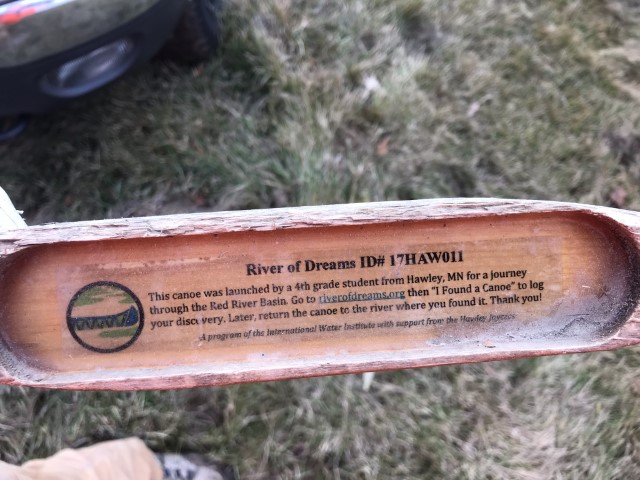 River of Dreams ID# 17HAW011
This canoe was launched by a 4th grade student from Hawley, MN for a journey
through the Red River Basin. Go to riverofdreams.org then "I Found a Canoe" to log
your discovery. Later, return the canoe to the river where you found it. Thank you!
A program of the International Water Institute with support from the Hawley